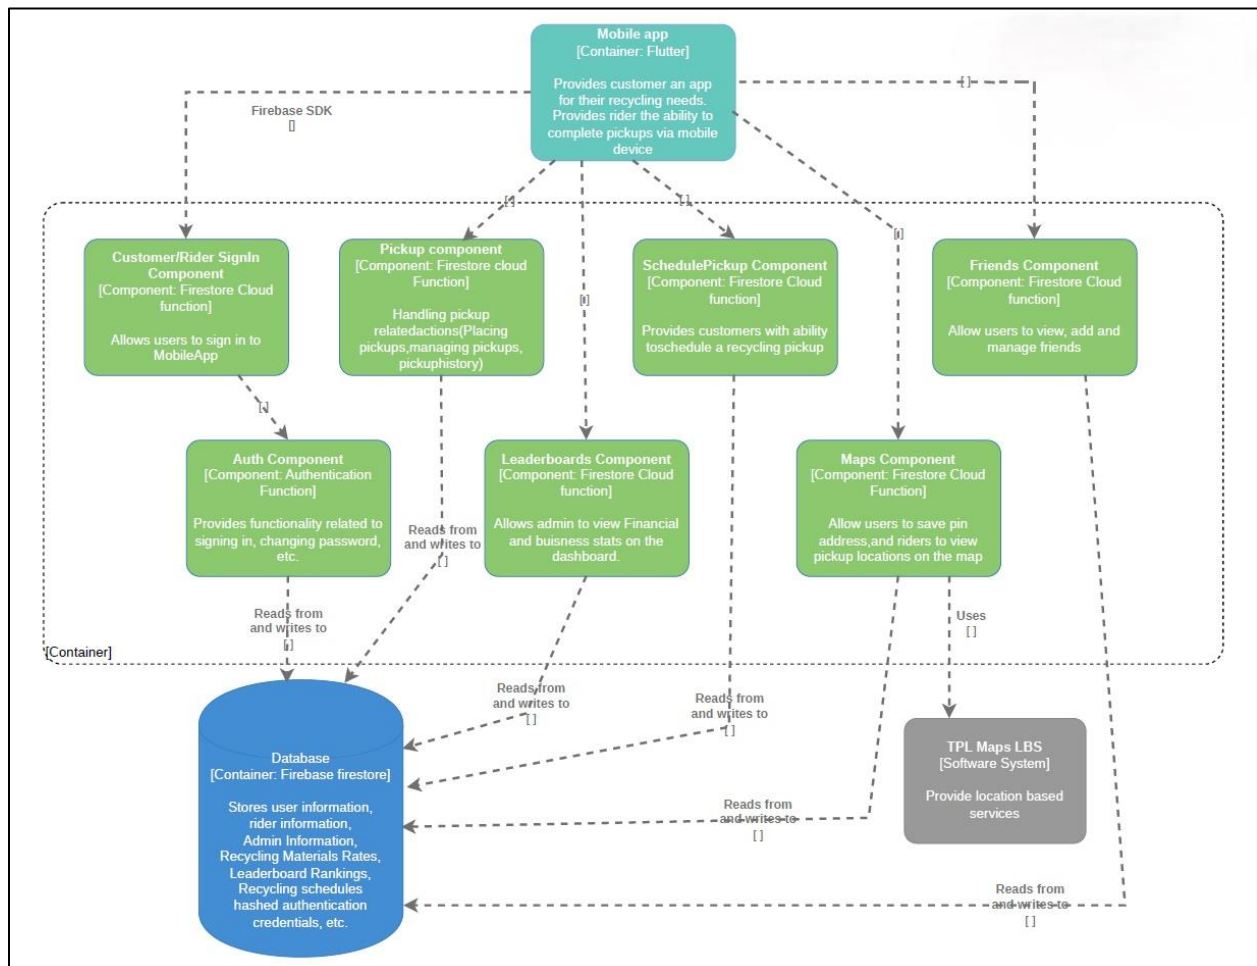 Mobile app
[Container: Flutter]
Provides customer an app
for their recycling needs.
Provides rider the ability to
complete pickups via mobile
device
Firebase SDK
[]
[ ]
[ ]
[ ]
[ ]
[ ]
Customer/Rider SignIn
Component
[Component: Firestore Cloud
function]
Allows users to sign in to
MobileApp
Pickup component
[Component: Firestore cloud
Function]
Handling pickup
relatedactions(Placing
pickups,managing pickups,
pickuphistory)
SchedulePickup Component
[Component: Firestore Cloud
function]
Provides customers with ability
toschedule a recycling pickup
Friends Component
[Component: Firestore Cloud
function]
Allow users to view, add and
manage friends
[ ]
Auth Component
[Component: Authentication
Function]
Provides functionality related to
signing in, changing password,
etc.
Reads from
and writes to
[ ]
Leaderboards Component
[Component: Firestore Cloud
function]
Allows admin to view Financial
and buisness stats on the
dashboard.
Maps Component
[Component: Firestore Cloud
Function]
Allow users to save pin
address,and riders to view
pickup locations on the map
Reads from
and writes to
[ ]
Uses
[ ]
[Container]
Reads from
and writes to
[ ]
Reads from
and writes to
[ ]
Database
[Container: Firebase firestore]
Stores user information,
rider information,
Admin Information,
Recycling Materials Rates,
Leaderboard Rankings,
Recycling schedules
hashed authentication
credentials, etc.
TPL Maps LBS
[Software System]
Provide location based
services
Reads from
and writes to
[ ]
Reads from
and writes to
[ ]